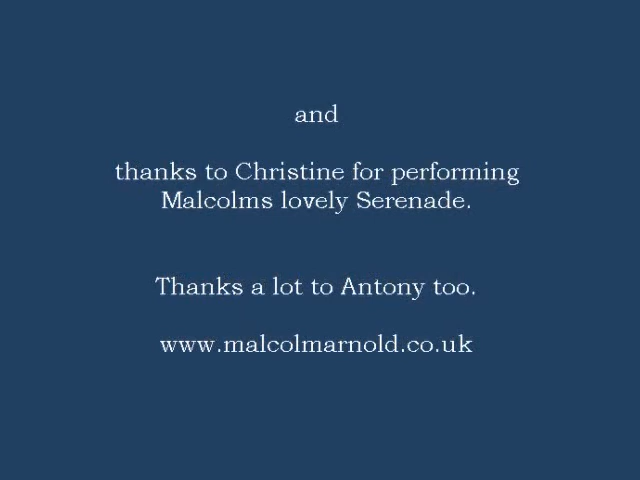 and
thanks to Christine for performing
Malcolms lovely Serenade.
Thanks a lot to Antony too.
www.malcolmarnold.co.uk